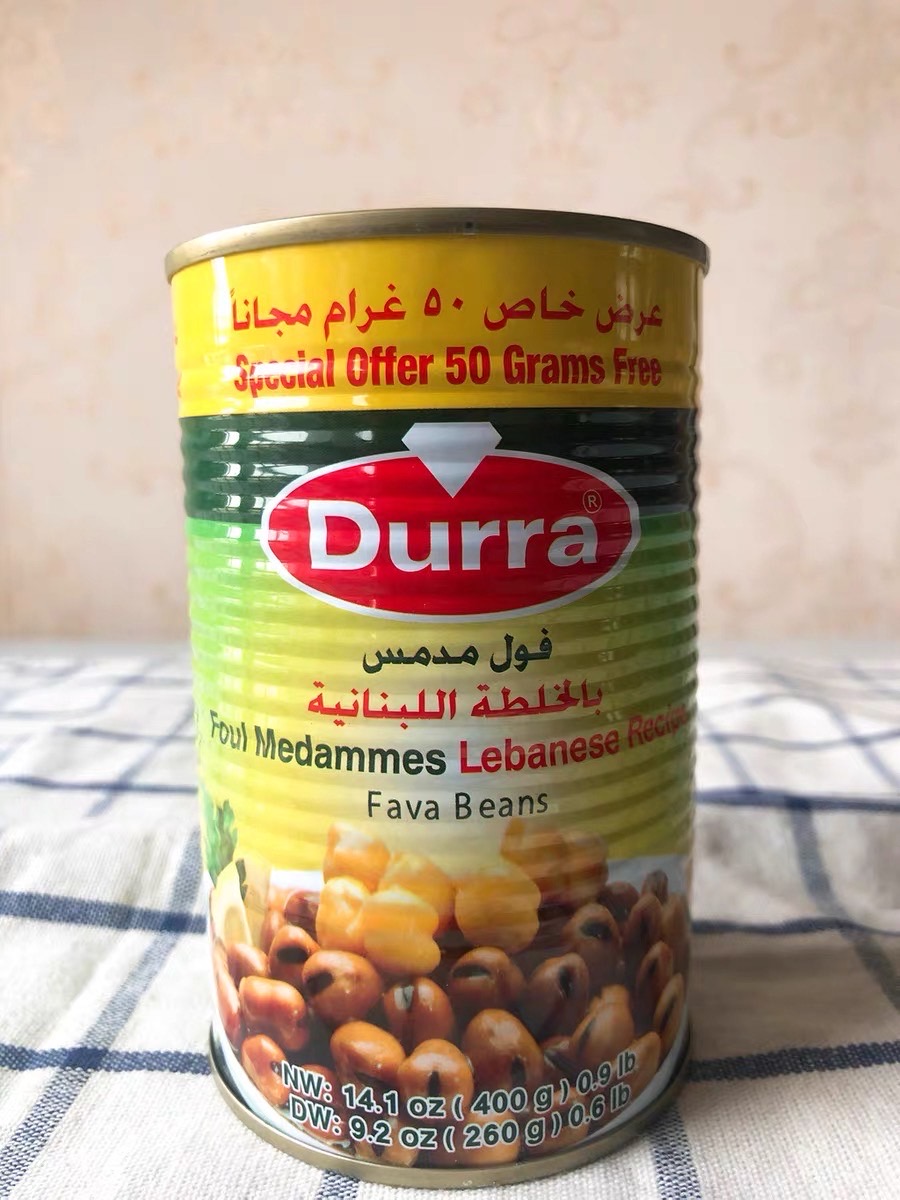 عرض خاص ٥٠ غرام مجاناً
Special Offer 50 Grams Free
Durra®
فول مدمس
بالخلطة اللبنانية
Foul Medammes Lebanese Recipe
Fava Beans
NW: 14.1 oz ( 400 g ) 0.9 lb
DW: 9.2 oz ( 260 g ) 0.6 lb